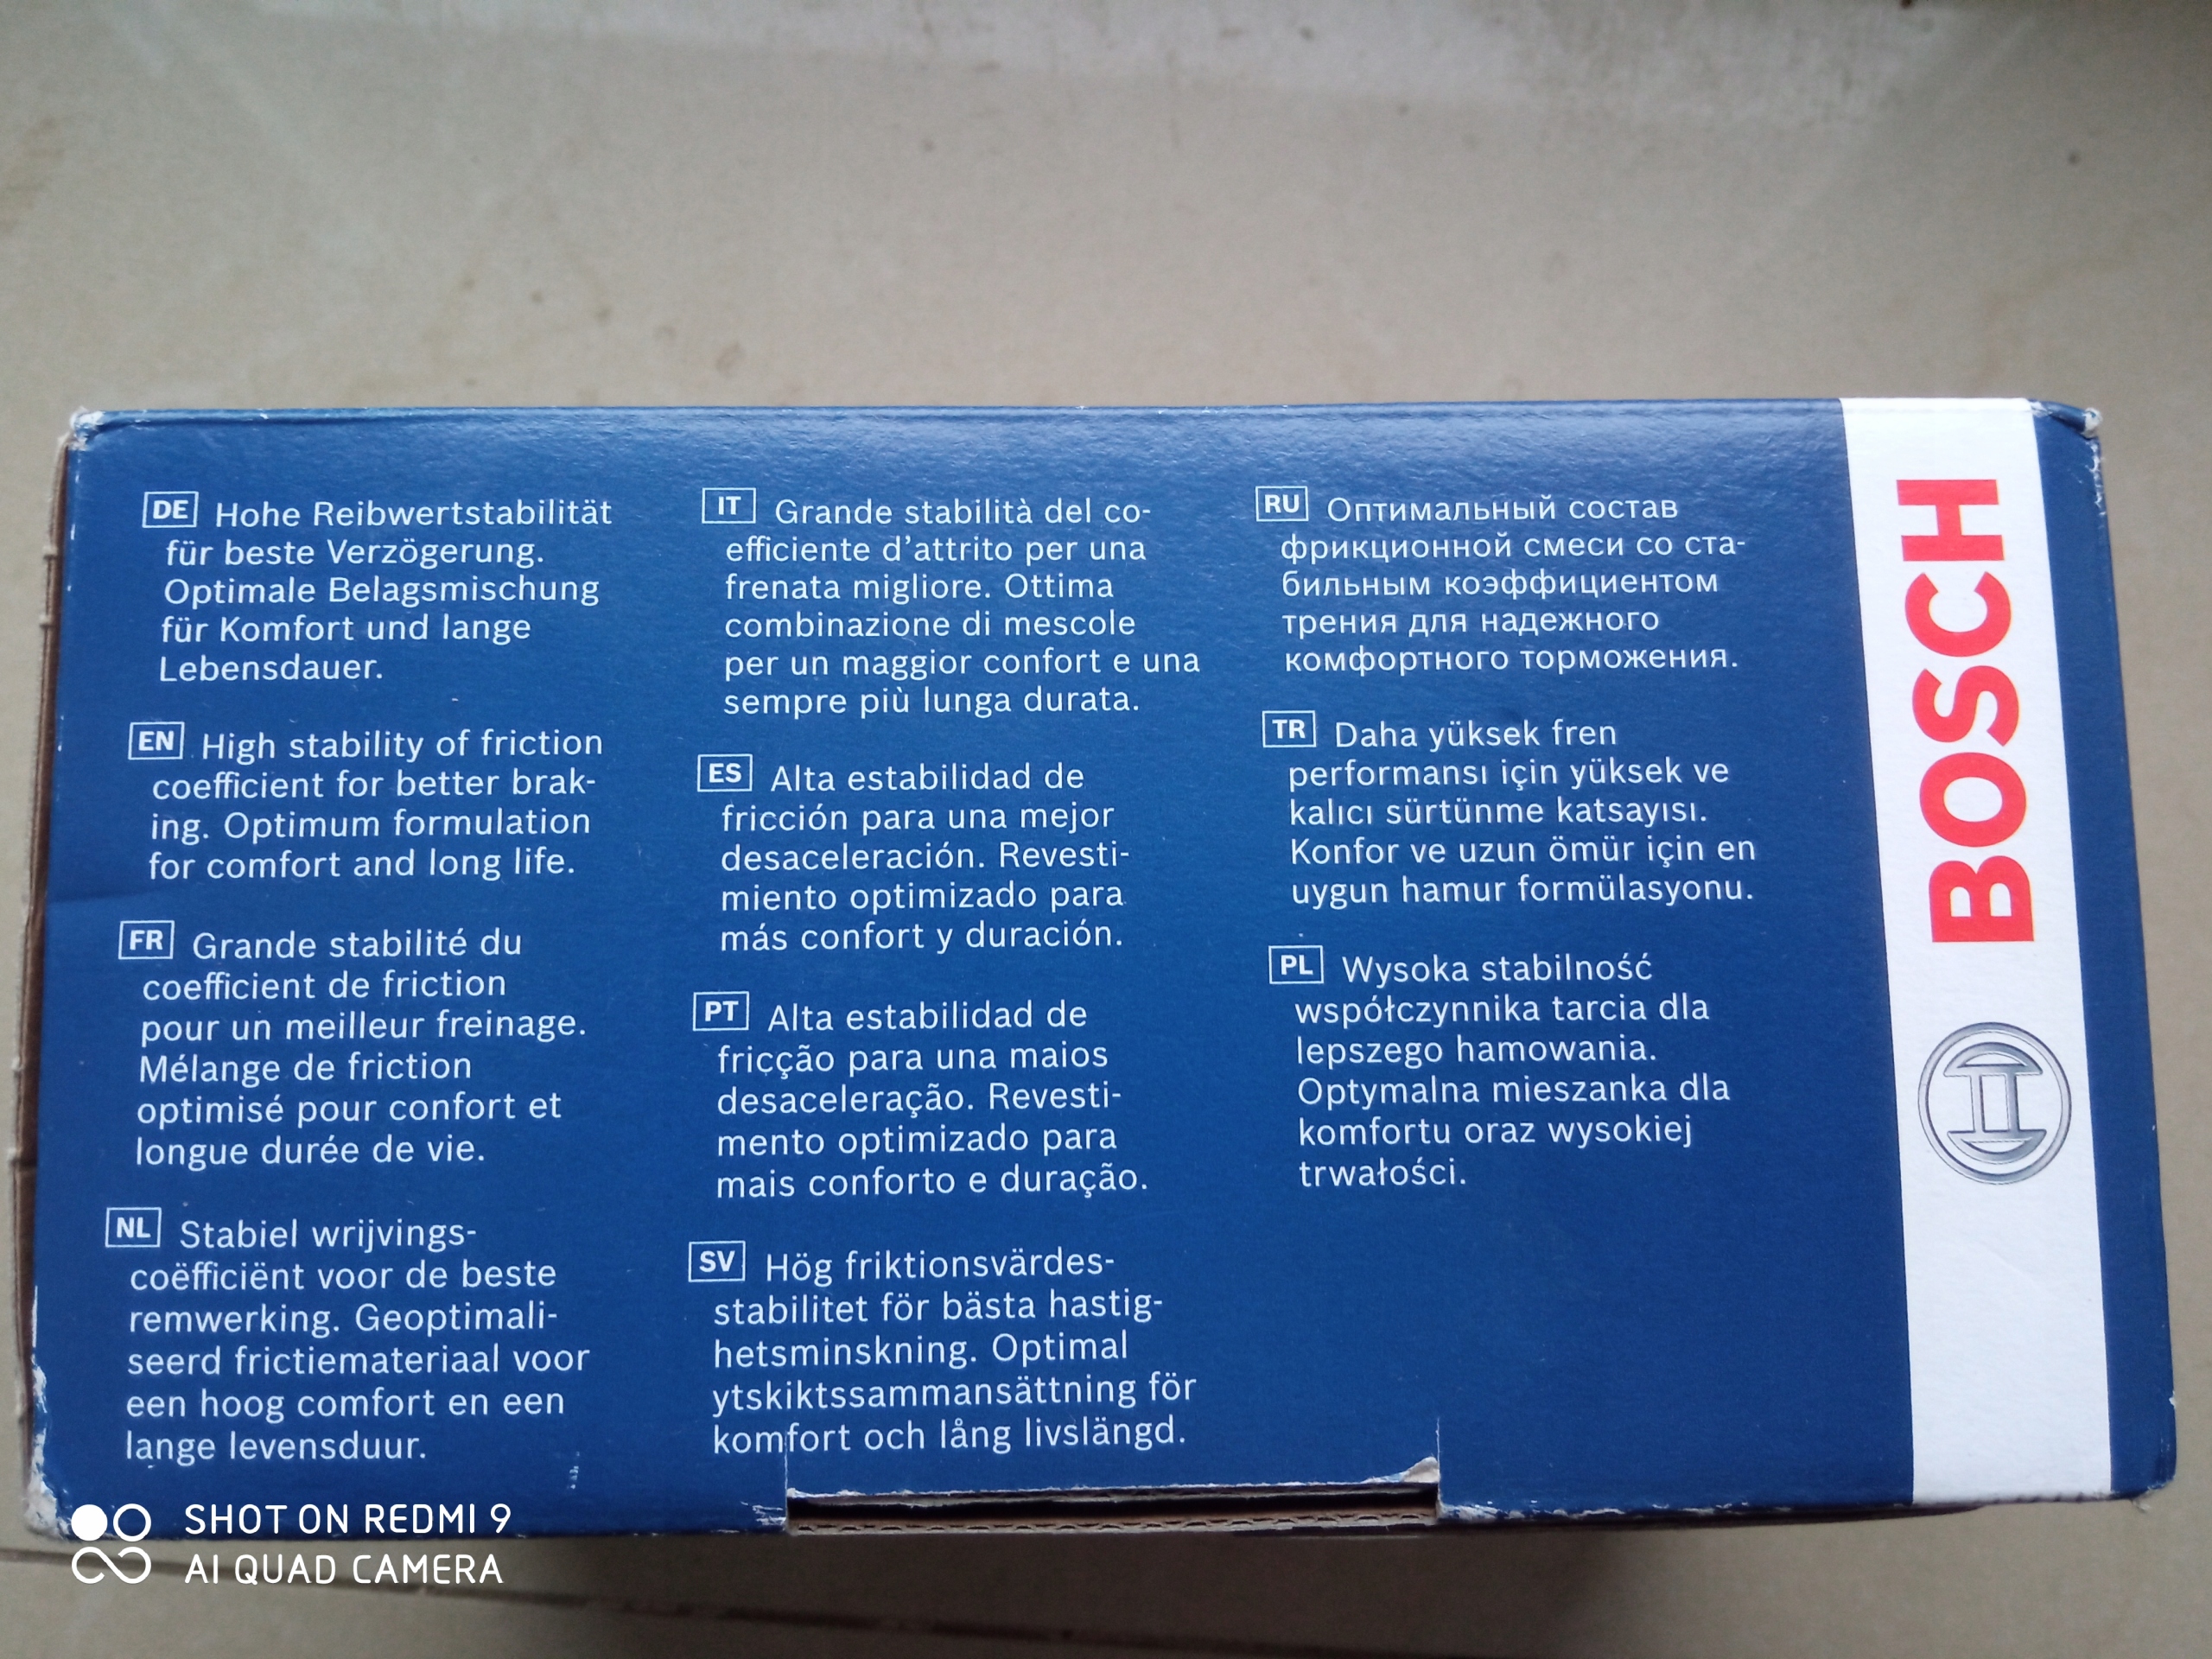 DE Hohe Reibwertstabilität
für beste Verzögerung.
Optimale Belagsmischung
für Komfort und lange
Lebensdauer.
EN High stability of friction
coefficient for better brak-
ing. Optimum formulation
for comfort and long life.
FR Grande stabilité du
coefficient de friction
pour un meilleur freinage.
Mélange de friction
optimisé pour confort et
longue durée de vie.
NL Stabiel wrijvings-
coëfficiënt voor de beste
remwerking. Geoptimali-
seerd frictiemateriaal voor
een hoog comfort en een
lange levensduur.
IT Grande stabilità del co-
efficiente d'attrito per una
frenata migliore. Ottima
combinazione di mescole
per un maggior confort e una
sempre più lunga durata.
ES Alta estabilidad de
fricción para una mejor
desaceleración. Revesti-
miento optimizado para
más confort y duración.
PT Alta estabilidad de
fricção para una maios
desaceleração. Revesti-
mento optimizado para
mais conforto e duração.
SV Hög friktionsvärdes-
stabilitet för bästa hastig-
hetsminskning. Optimal
ytskiktssammansättning för
komfort och lång livslängd.
RU Оптимальный состав
фрикционной смеси со ста-
бильным коэффициентом
трения для надежного
комфортного торможения.
TR Daha yüksek fren
performansı için yüksek ve
kalıcı sürtünme katsayısı.
Konfor ve uzun ömür için en
uygun hamur formülasyonu.
PL Wysoka stabilność
współczynnika tarcia dla
lepszego hamowania.
Optymalna mieszanka dla
komfortu oraz wysokiej
trwałości.
BOSCH
SHOT ON REDMI 9
AI QUAD CAMERA